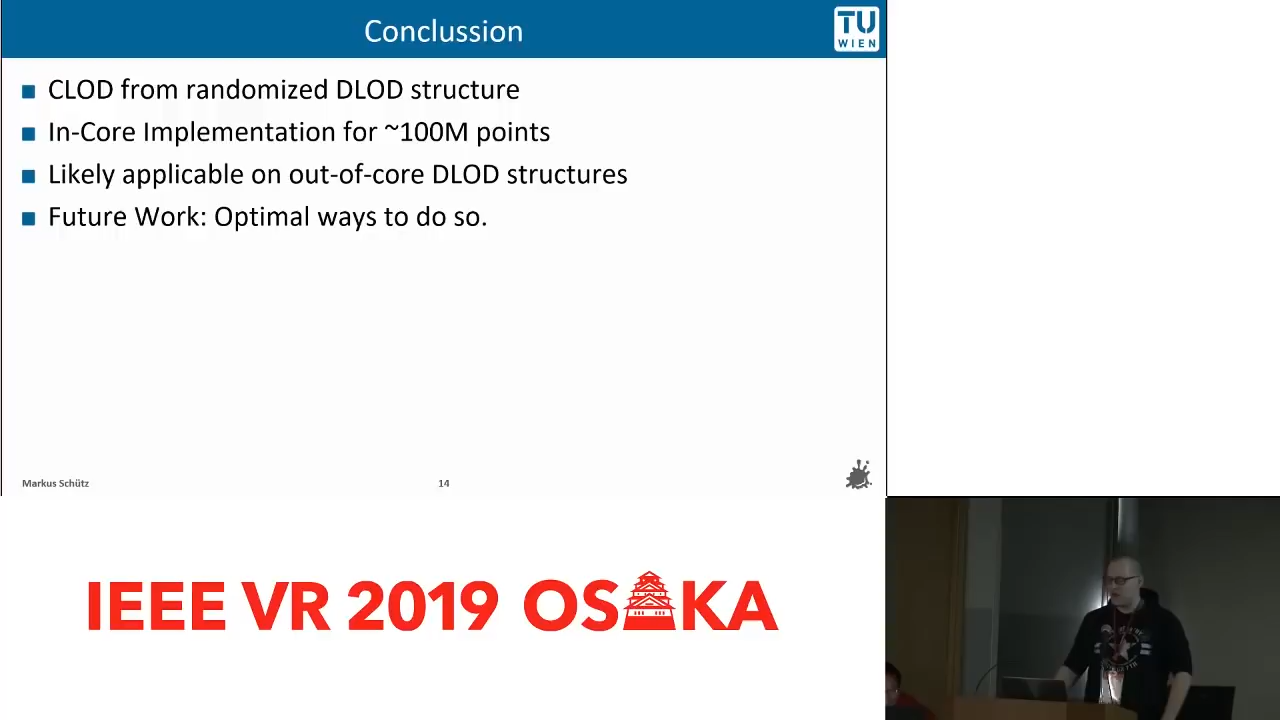 Conclussion
TU
WIEN
CLOD from randomized DLOD structure
In-Core Implementation for ~100M points
Likely applicable on out-of-core DLOD structures
Future Work: Optimal ways to do so.
Markus Schütz
14
IEEE VR 2019 OSAKA